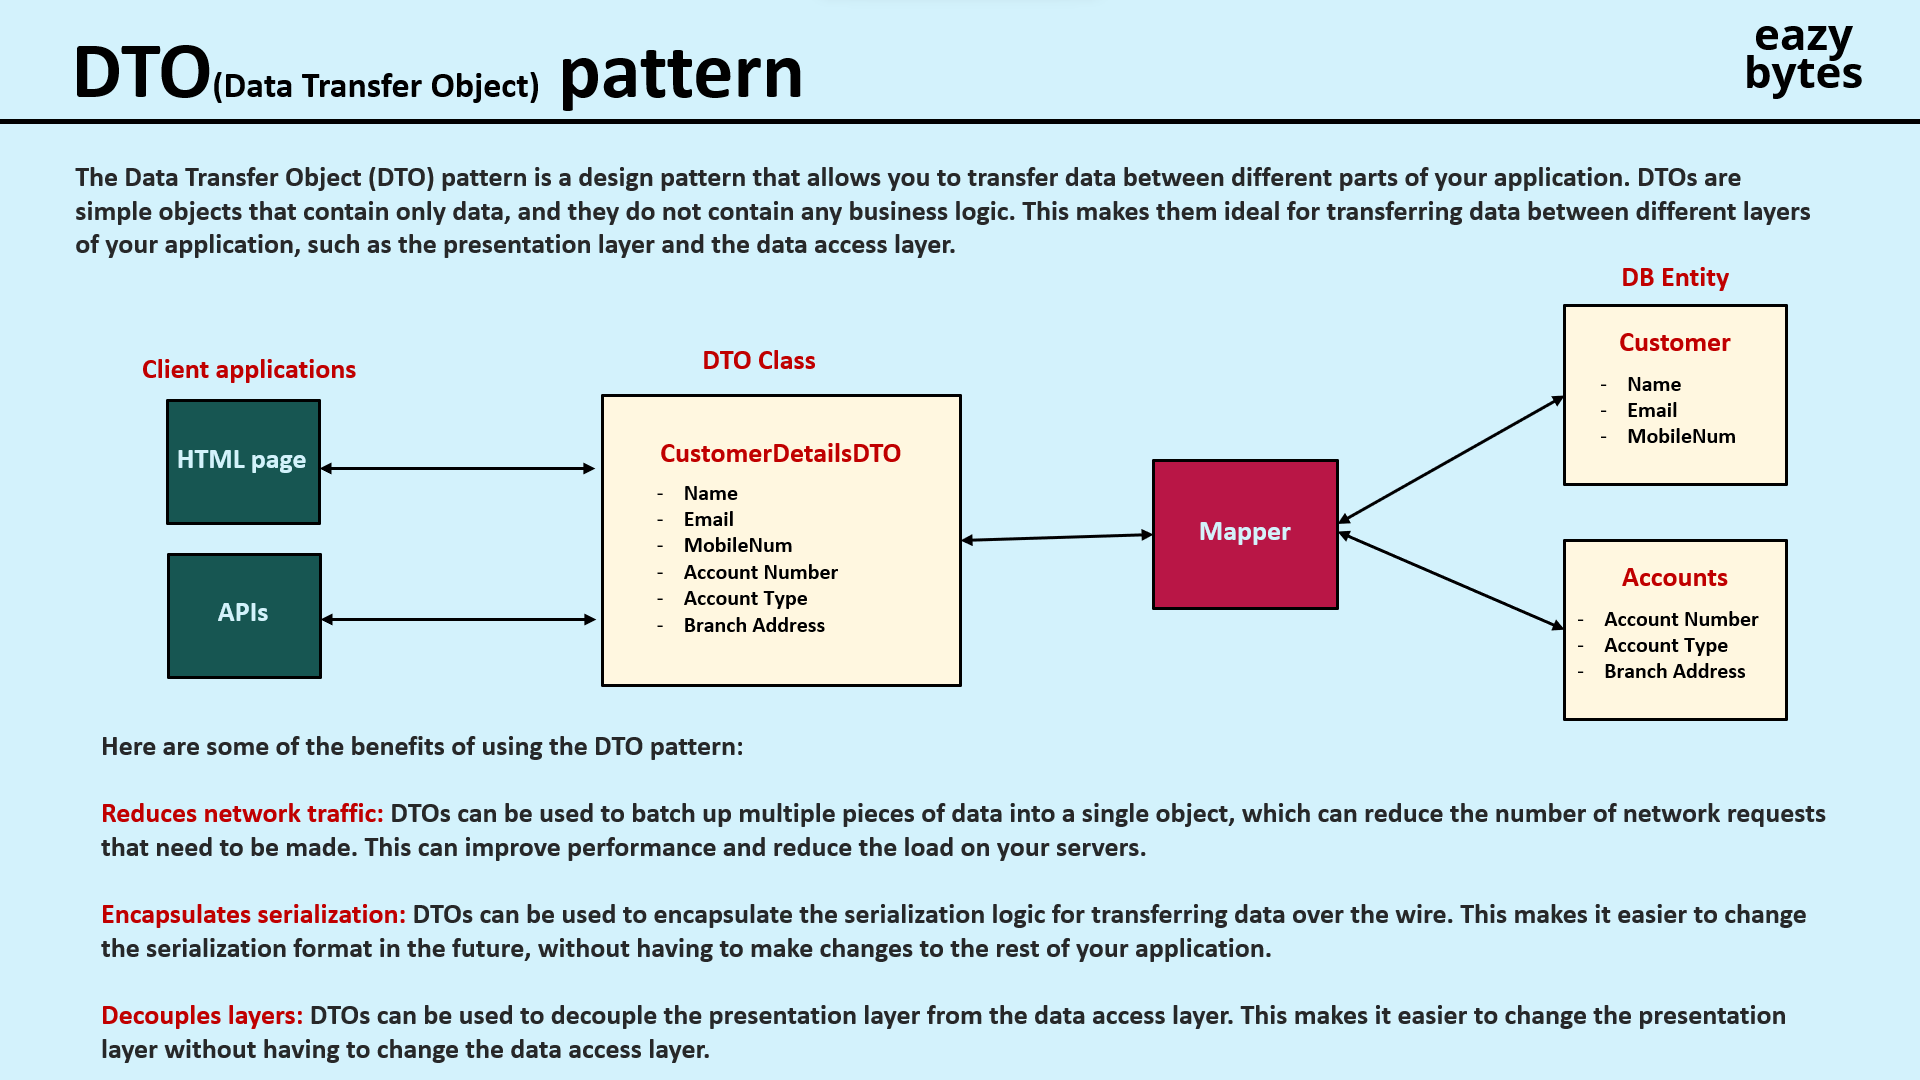 DTO(Data Transfer Object) pattern
eazy
bytes
The Data Transfer Object (DTO) pattern is a design pattern that allows you to transfer data between different parts of your application. DTOs are
simple objects that contain only data, and they do not contain any business logic. This makes them ideal for transferring data between different layers
of your application, such as the presentation layer and the data access layer.
Client applications
HTML page
APIs
DTO Class
CustomerDetailsDTO
- Name
- Email
- MobileNum
- Account Number
- Account Type
- Branch Address
Mapper
DB Entity
Customer
- Name
- Email
- MobileNum
Accounts
- Account Number
- Account Type
- Branch Address
Here are some of the benefits of using the DTO pattern:
Reduces network traffic: DTOs can be used to batch up multiple pieces of data into a single object, which can reduce the number of network requests
that need to be made. This can improve performance and reduce the load on your servers.
Encapsulates serialization: DTOs can be used to encapsulate the serialization logic for transferring data over the wire. This makes it easier to change
the serialization format in the future, without having to make changes to the rest of your application.
Decouples layers: DTOs can be used to decouple the presentation layer from the data access layer. This makes it easier to change the presentation
layer without having to change the data access layer.